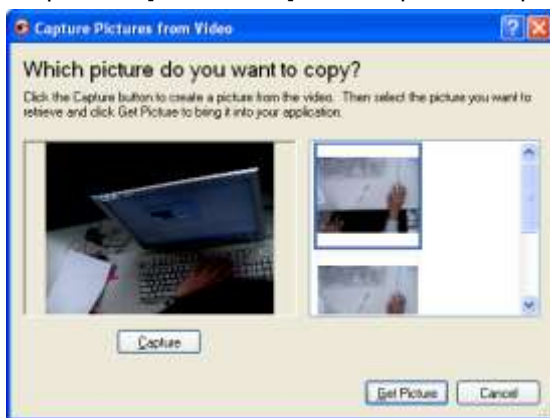 Capture Pictures from Video
Which picture do you want to copy?
Click the Capture button to create a picture from the video. Then select the picture you want to
retrieve and click Get Picture to bring it into your application.
Capture
Get Picture
Cancel